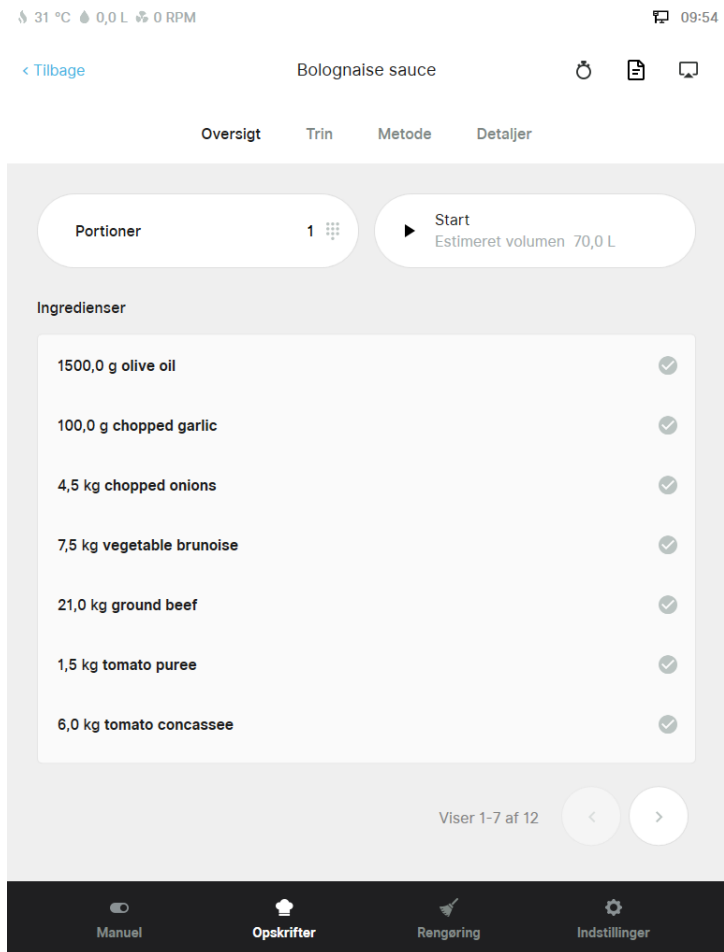 31 °C 0,0 L 0 RPM 09:54
< Tilbage Bolognaise sauce
Oversigt Trin Metode Detaljer
Portioner 1
Start
Estimeret volumen 70,0 L
Ingredienser
1500,0 g olive oil
100,0 g chopped garlic
4,5 kg chopped onions
7,5 kg vegetable brunoise
21,0 kg ground beef
1,5 kg tomato puree
6,0 kg tomato concassee
Viser 1-7 af 12
Manuel Opskrifter Rengøring Indstillinger